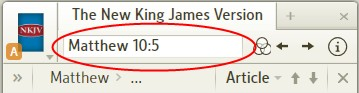 The New King James Version
NKJV
A
Matthew 10:5
Matthew > ...
Article